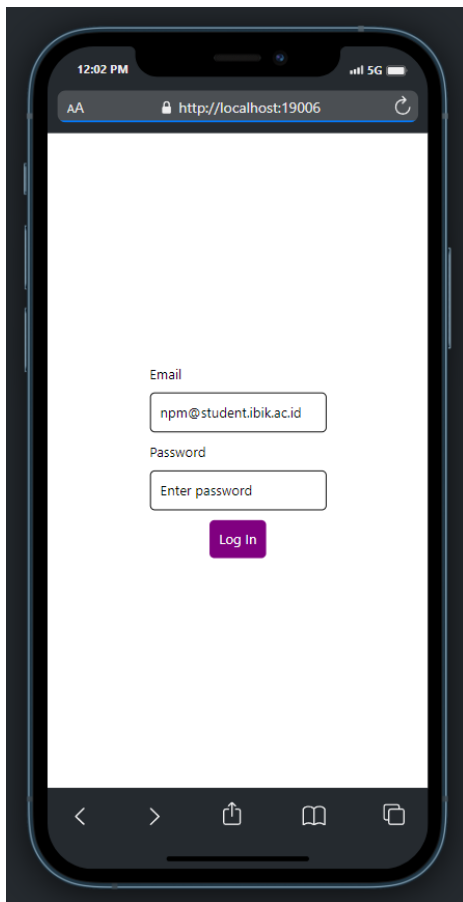 12:02 PM
5G
AA
http://localhost:19006
Email
npm@student.ibik.ac.id
Password
Enter password
Log In